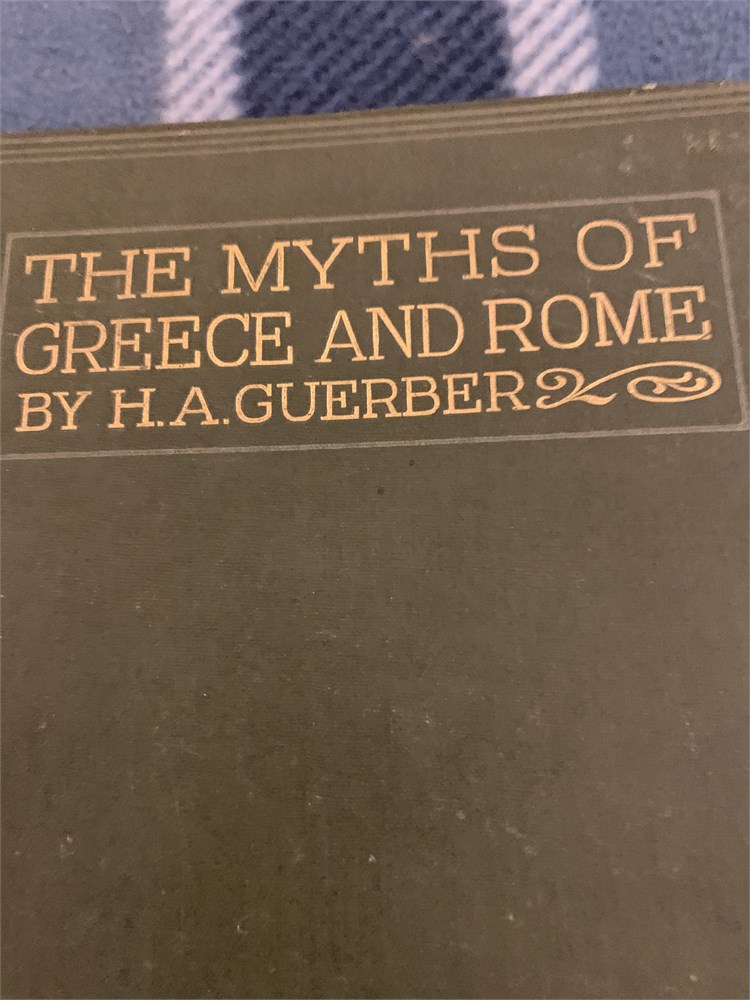 THE MYTHS OF
GREECE AND ROME
BY H.A. GUERBER